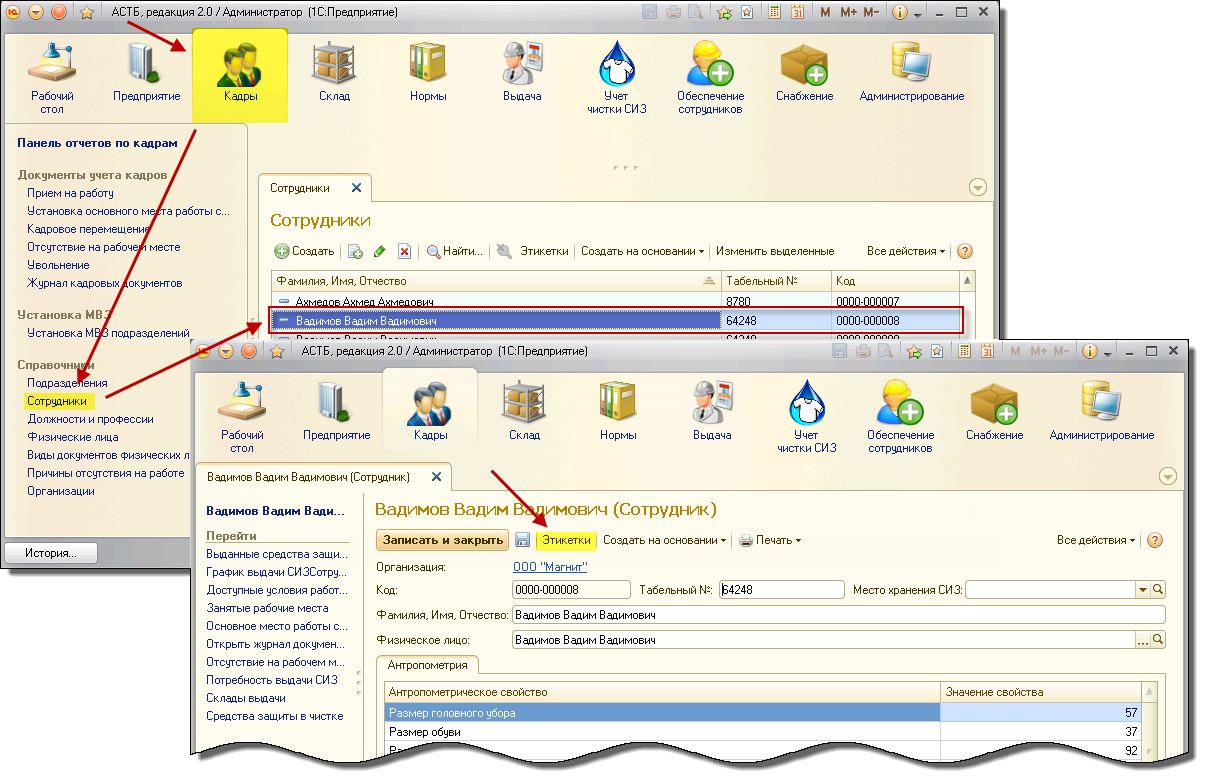 АСТБ, редакция 2.0 / Администратор (1С:Предприятие)
M M+ M-
Рабочий стол
Предприятие
Кадры
Склад
Нормы
Выдача
Учет чистки СИЗ
Обеспечение сотрудников
Снабжение
Администрирование
Панель отчетов по кадрам
Документы учета кадров
Прием на работу
Установка основного места работы с...
Кадровое перемещение
Отсутствие на рабочем месте
Увольнение
Журнал кадровых документов
Установка МВЗ
Установка МВЗ подразделений
Справочники
Подразделения
Сотрудники
Должности и профессии
Физические лица
Виды документов физических л
Причины отсутствия на работе
Организации
История...
Сотрудники
Сотрудники
Создать Найти... Этикетки Создать на основании Изменить выделенные Все действия
Фамилия, Имя, Отчество Табельный № Код
Ахмедов Ахмед Ахмедович 8780 0000-000007
Вадимов Вадим Вадимович 64248 0000-000008
АСТБ, редакция 2.0 / Администратор (1С:Предприятие)
M M+ M-
Рабочий стол
Предприятие
Кадры
Склад
Нормы
Выдача
Учет чистки СИЗ
Обеспечение сотрудников
Снабжение
Администрирование
Вадимов Вадим Вадимович (Сотрудник)
Вадимов Вадим Вади...
Перейти
Выданные средства защи...
График выдачи СИЗСотру...
Доступные условия работ...
Занятые рабочие места
Основное место работы с...
Открыть журнал докумен...
Отсутствие на рабочем м...
Потребность выдачи СИЗ
Склады выдачи
Средства защиты в чистке
Вадимов Вадим Вадимович (Сотрудник)
Записать и закрыть Этикетки Создать на основании Печать Все действия
Организация: ООО "Магнит"
Код: 0000-000008 Табельный №: 64248 Место хранения СИЗ:
Фамилия, Имя, Отчество: Вадимов Вадим Вадимович
Физическое лицо: Вадимов Вадим Вадимович
Антропометрия
Антропометрическое свойство Значение свойства
Размер головного убора 57
Размер обуви 37
92